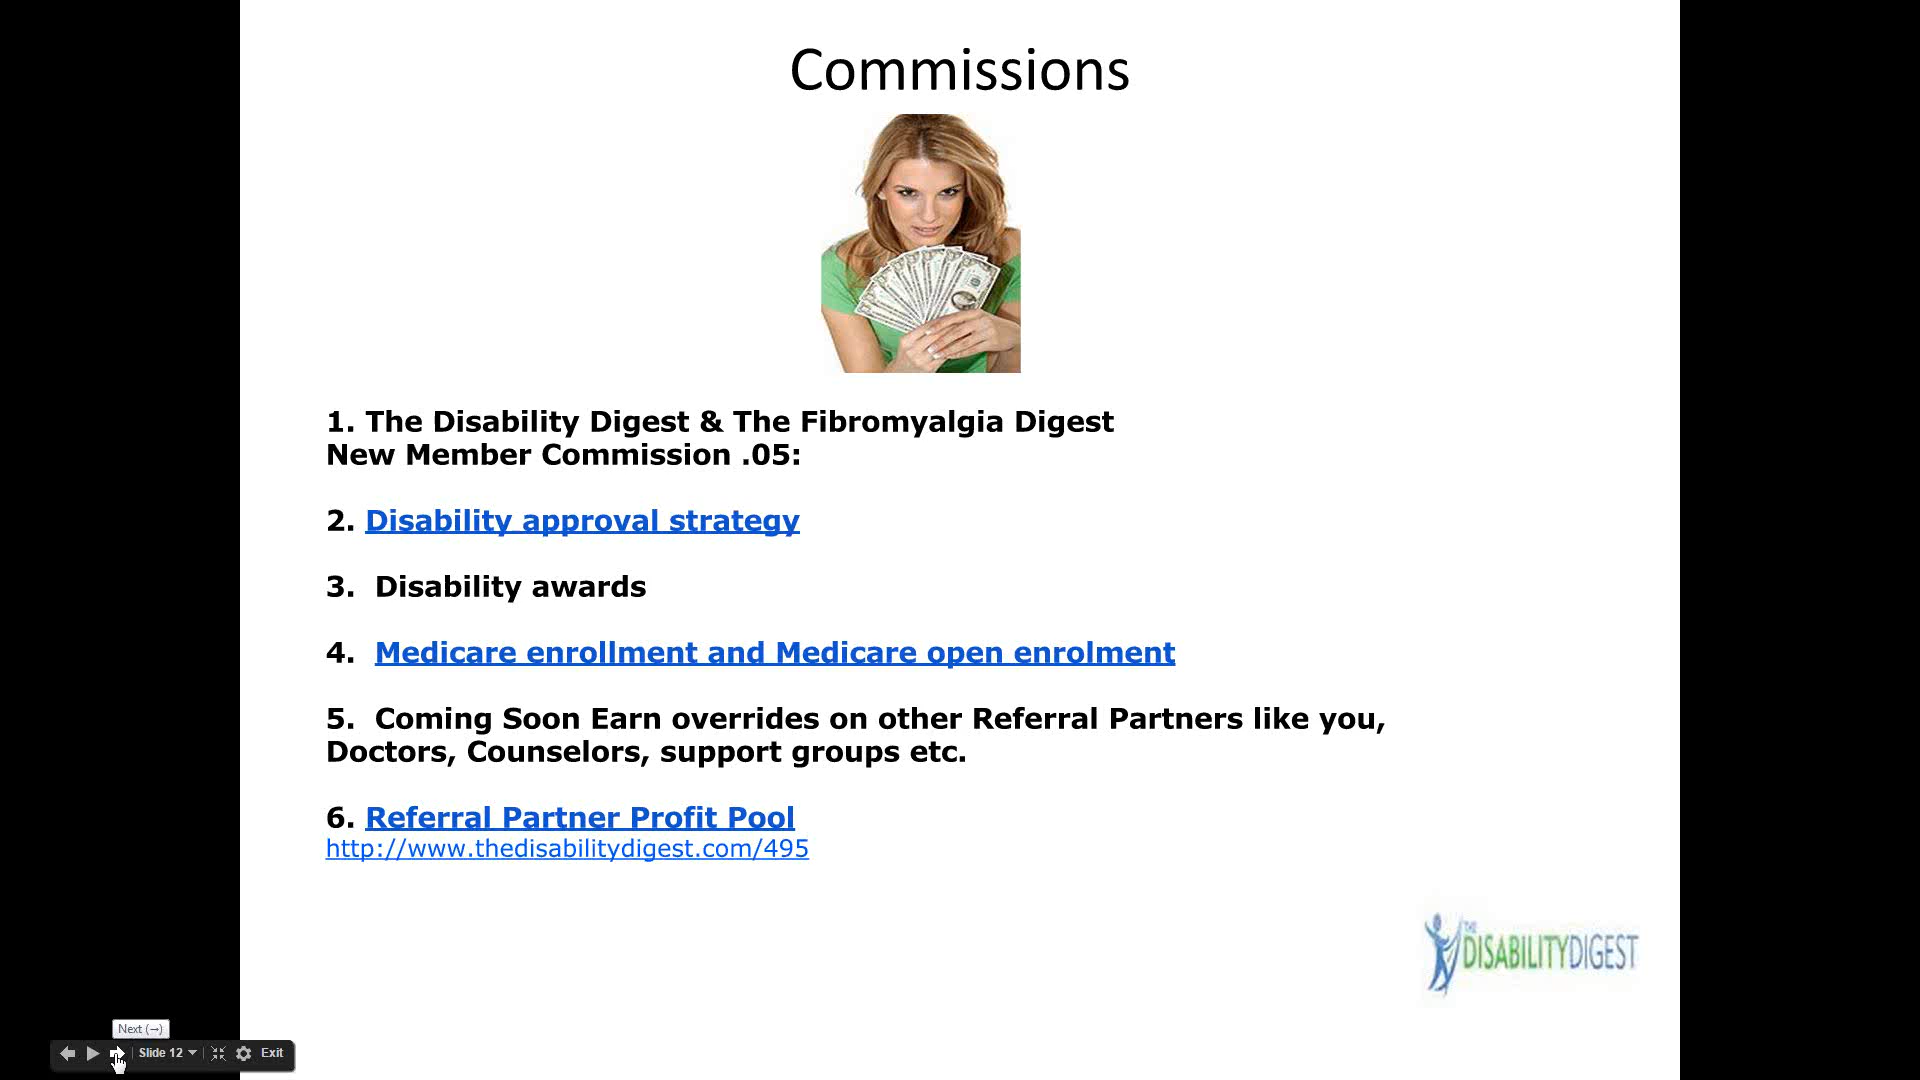 Commissions
1. The Disability Digest & The Fibromyalgia Digest
New Member Commission .05:
2. Disability approval strategy
3. Disability awards
4. Medicare enrollment and Medicare open enrolment
5. Coming Soon Earn overrides on other Referral Partners like you,
Doctors, Counselors, support groups etc.
6. Referral Partner Profit Pool
http://www.thedisabilitydigest.com/495
THE
DISABILITYDIGEST
Next (→)
Slide 12
Exit